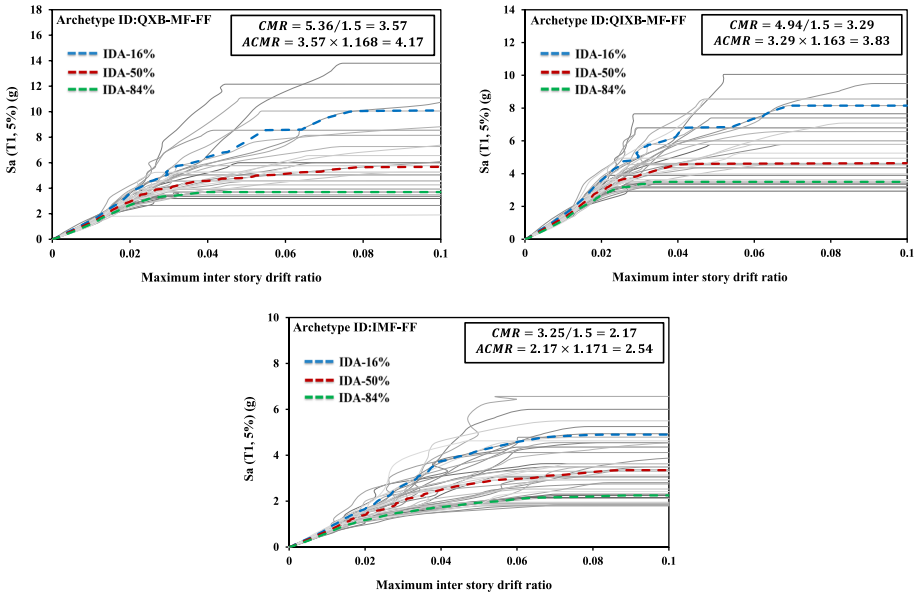 Archetype ID:QXB-MF-FF
CMR = 5.36/1.5 = 3.57
ACMR = 3.57 × 1.168 = 4.17
IDA-16%
IDA-50%
IDA-84%
Sa (T1, 5%) (g)
18
16
14
12
10
8
6
4
2
0
0
0.02
0.04
0.06
0.08
0.1
Maximum inter story drift ratio
Archetype ID:QIXB-MF-FF
CMR = 4.94/1.5 = 3.29
ACMR = 3.29 × 1.163 = 3.83
IDA-16%
IDA-50%
IDA-84%
Sa (T1, 5%) (g)
14
12
10
8
6
4
2
0
0
0.02
0.04
0.06
0.08
0.1
Maximum inter story drift ratio
Archetype ID:IMF-FF
CMR = 3.25/1.5 = 2.17
ACMR = 2.17 × 1.171 = 2.54
IDA-16%
IDA-50%
IDA-84%
Sa (T1, 5%) (g)
10
8
6
4
2
0
0
0.02
0.04
0.06
0.08
0.1
Maximum inter story drift ratio